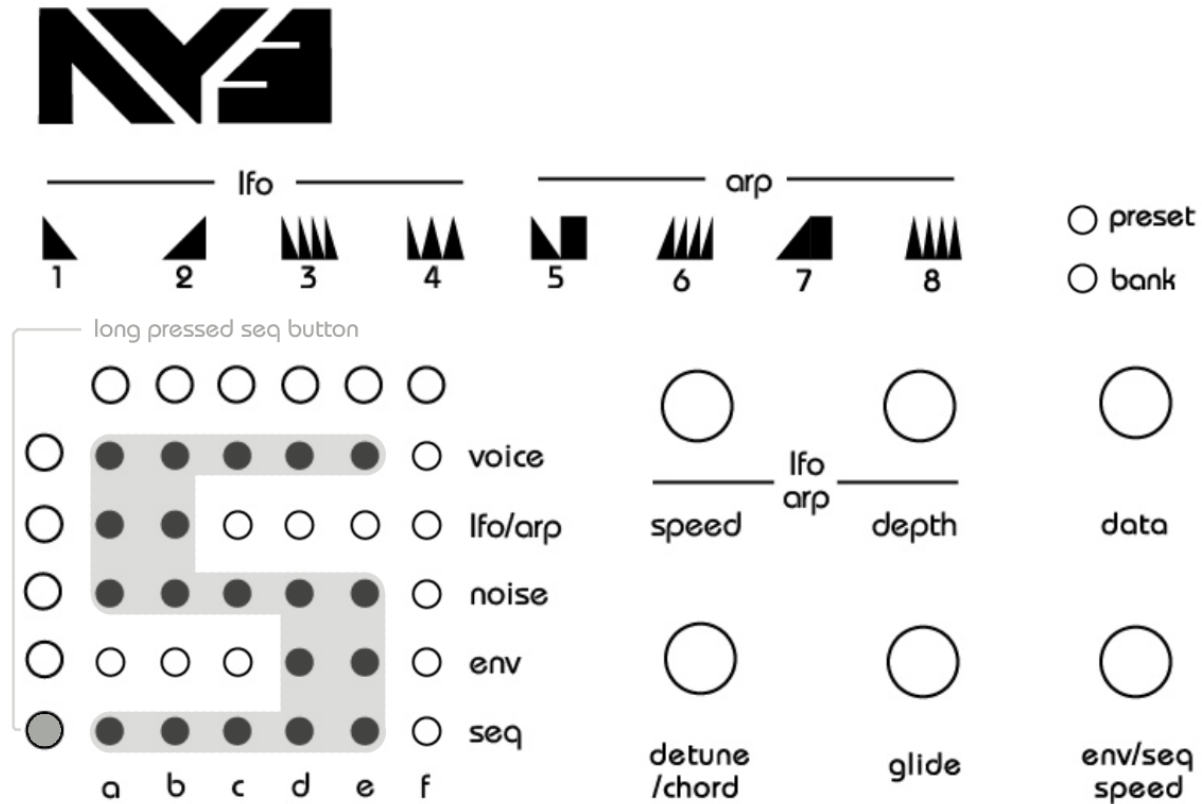 NYE
lfo arp
1 2 3 4 5 6 7 8
preset
bank
long pressed seq button
voice
lfo/arp
noise
env
seq
a b c d e f
lfo
arp
speed depth data
detune
/chord
glide
env/seq
speed